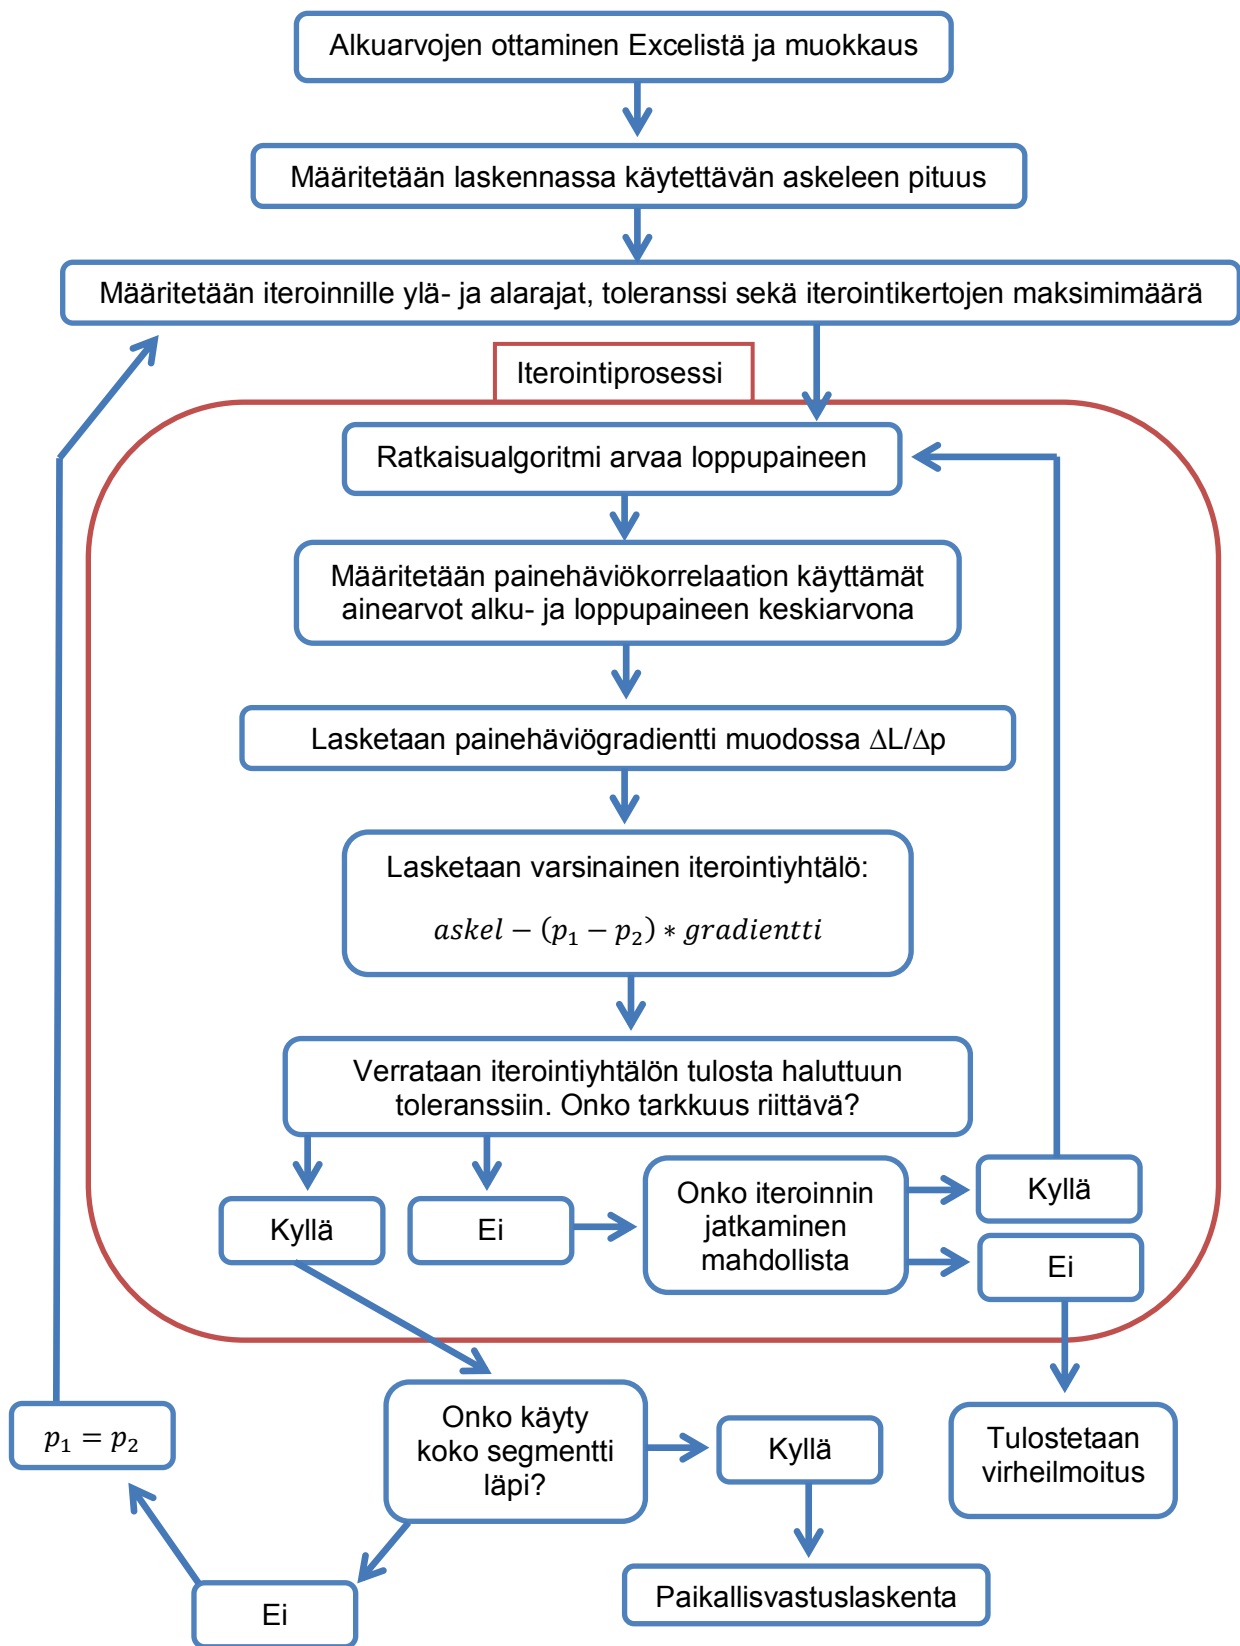 Alkuarvojen ottaminen Excelistä ja muokkaus
Määritetään laskennassa käytettävän askeleen pituus
Määritetään iteroinnille ylä- ja alarajat, toleranssi sekä iterointikertojen maksimimäärä
Iterointiprosessi
Ratkaisualgoritmi arvaa loppupaineen
Määritetään painehäviökorrelaation käyttämät
ainearvot alku- ja loppupaineen keskiarvona
Lasketaan painehäviögradientti muodossa ΔL/Δp
Lasketaan varsinainen iterointiyhtälö:
askel − (p₁ − p₂) ∗ gradientti
Verrataan iterointiyhtälön tulosta haluttuun
toleranssiin. Onko tarkkuus riittävä?
Kyllä
Ei
Onko iteroinnin
jatkaminen
mahdollista
Kyllä
Ei
p₁ = p₂
Onko käyty
koko segmentti
läpi?
Kyllä
Tulostetaan
virheilmoitus
Ei
Paikallisvastuslaskenta